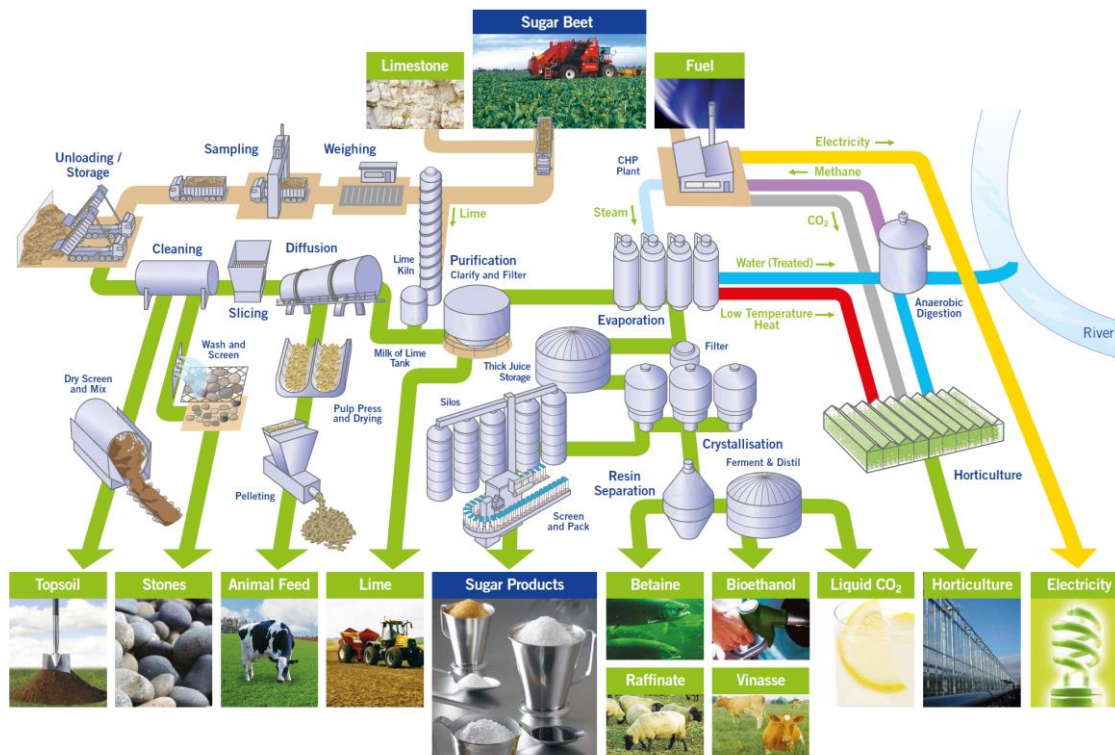 Sugar Beet
Limestone
Fuel
Electricity
Methane
CHP
Plant
CO₂
Steam
Unloading /
Storage
Sampling
Weighing
Lime
Cleaning
Slicing
Diffusion
Lime
Kiln
Purification
Clarify and Filter
Milk of Lime
Tank
Evaporation
Water (Treated)
Low Temperature
Heat
Anaerobic
Digestion
River
Wash and
Screen
Dry Screen
and Mix
Pulp Press
and Drying
Pelleting
Thick Juice
Storage
Filter
Silos
Crystallisation
Resin
Separation
Ferment & Distil
Screen
and Pack
Horticulture
Topsoil
Stones
Animal Feed
Lime
Sugar Products
Betaine
Bioethanol
Liquid CO₂
Horticulture
Electricity
Raffinate
Vinasse